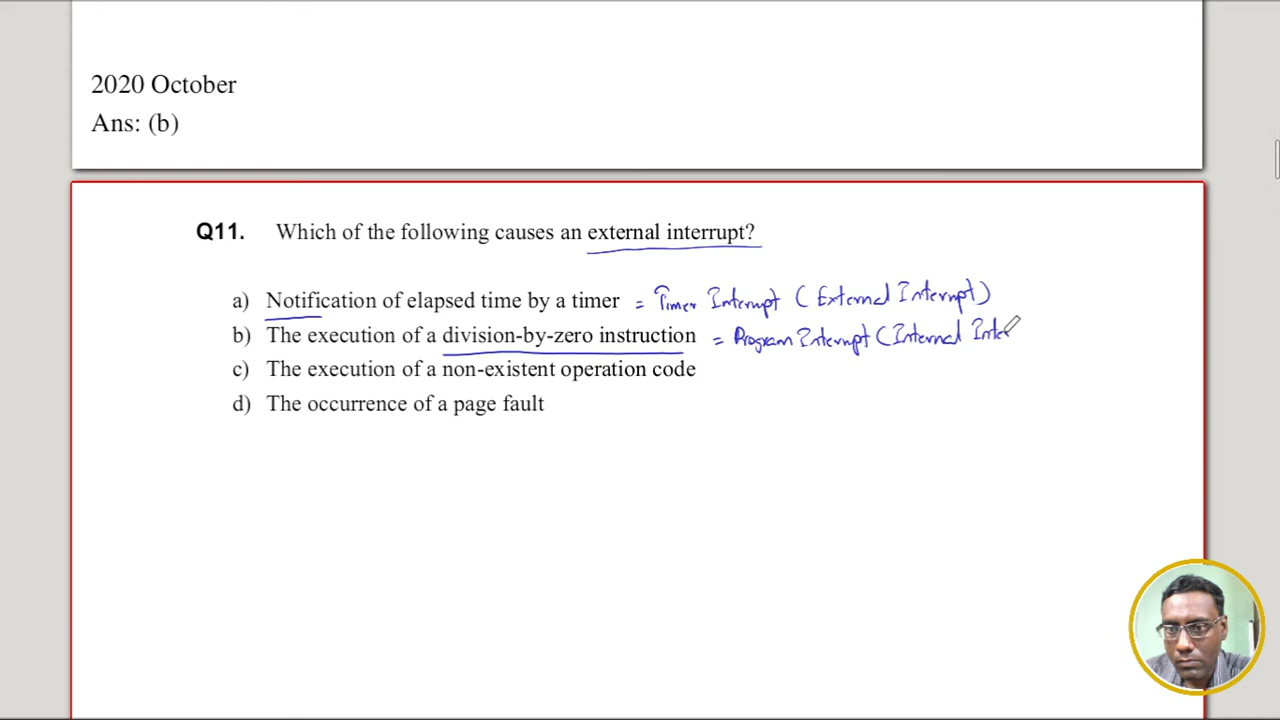 2020 October
Ans: (b)
Q11. Which of the following causes an external interrupt?
a) Notification of elapsed time by a timer = Timer Interrupt (External Interrupt)
b) The execution of a division-by-zero instruction = Program Interrupt (Internal Inte
c) The execution of a non-existent operation code
d) The occurrence of a page fault